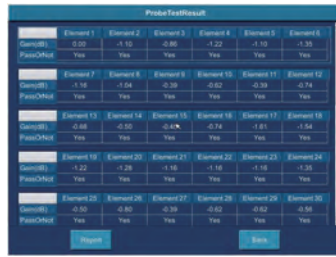 ProbeTestResult
Element 1 Element 2 Element 3 Element 4 Element 5 Element 6
Gain(dB) 0.00 -1.10 -0.86 -1.22 -1.10 -1.35
PassOrNot Yes Yes Yes Yes Yes Yes
Element 7 Element 8 Element 9 Element 10 Element 11 Element 12
Gain(dB) -1.16 -1.04 -0.39 -0.62 -0.39 -0.74
PassOrNot Yes Yes Yes Yes Yes Yes
Element 13 Element 14 Element 15 Element 16 Element 17 Element 18
Gain(dB) -0.68 -0.50 -0.74 -1.61 -1.54
PassOrNot Yes Yes Yes Yes Yes Yes
Element 19 Element 20 Element 21 Element 22 Element 23 Element 24
Gain(dB) -1.22 -1.28 -1.16 -1.16 -1.16 -1.35
PassOrNot Yes Yes Yes Yes Yes Yes
Element 25 Element 26 Element 27 Element 28 Element 29 Element 30
Gain(dB) -0.50 -0.80 -0.39 -0.62 -0.62 -0.56
PassOrNot Yes Yes Yes Yes Yes Yes
Report Back